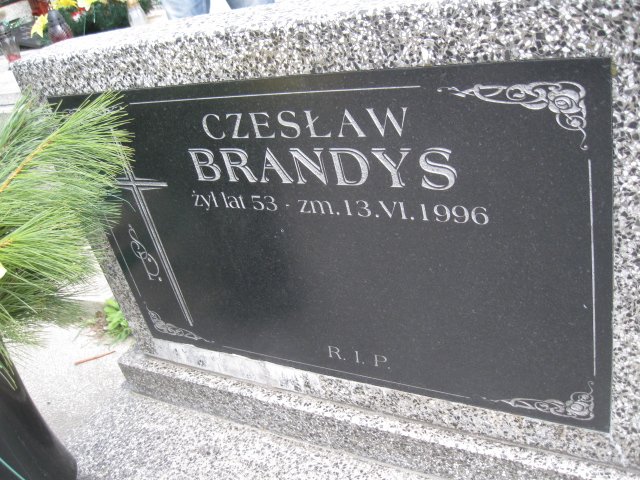 CZESŁAW
BRANDYS
żył lat 53 - zm. 13.VI.1996
R. I. P.